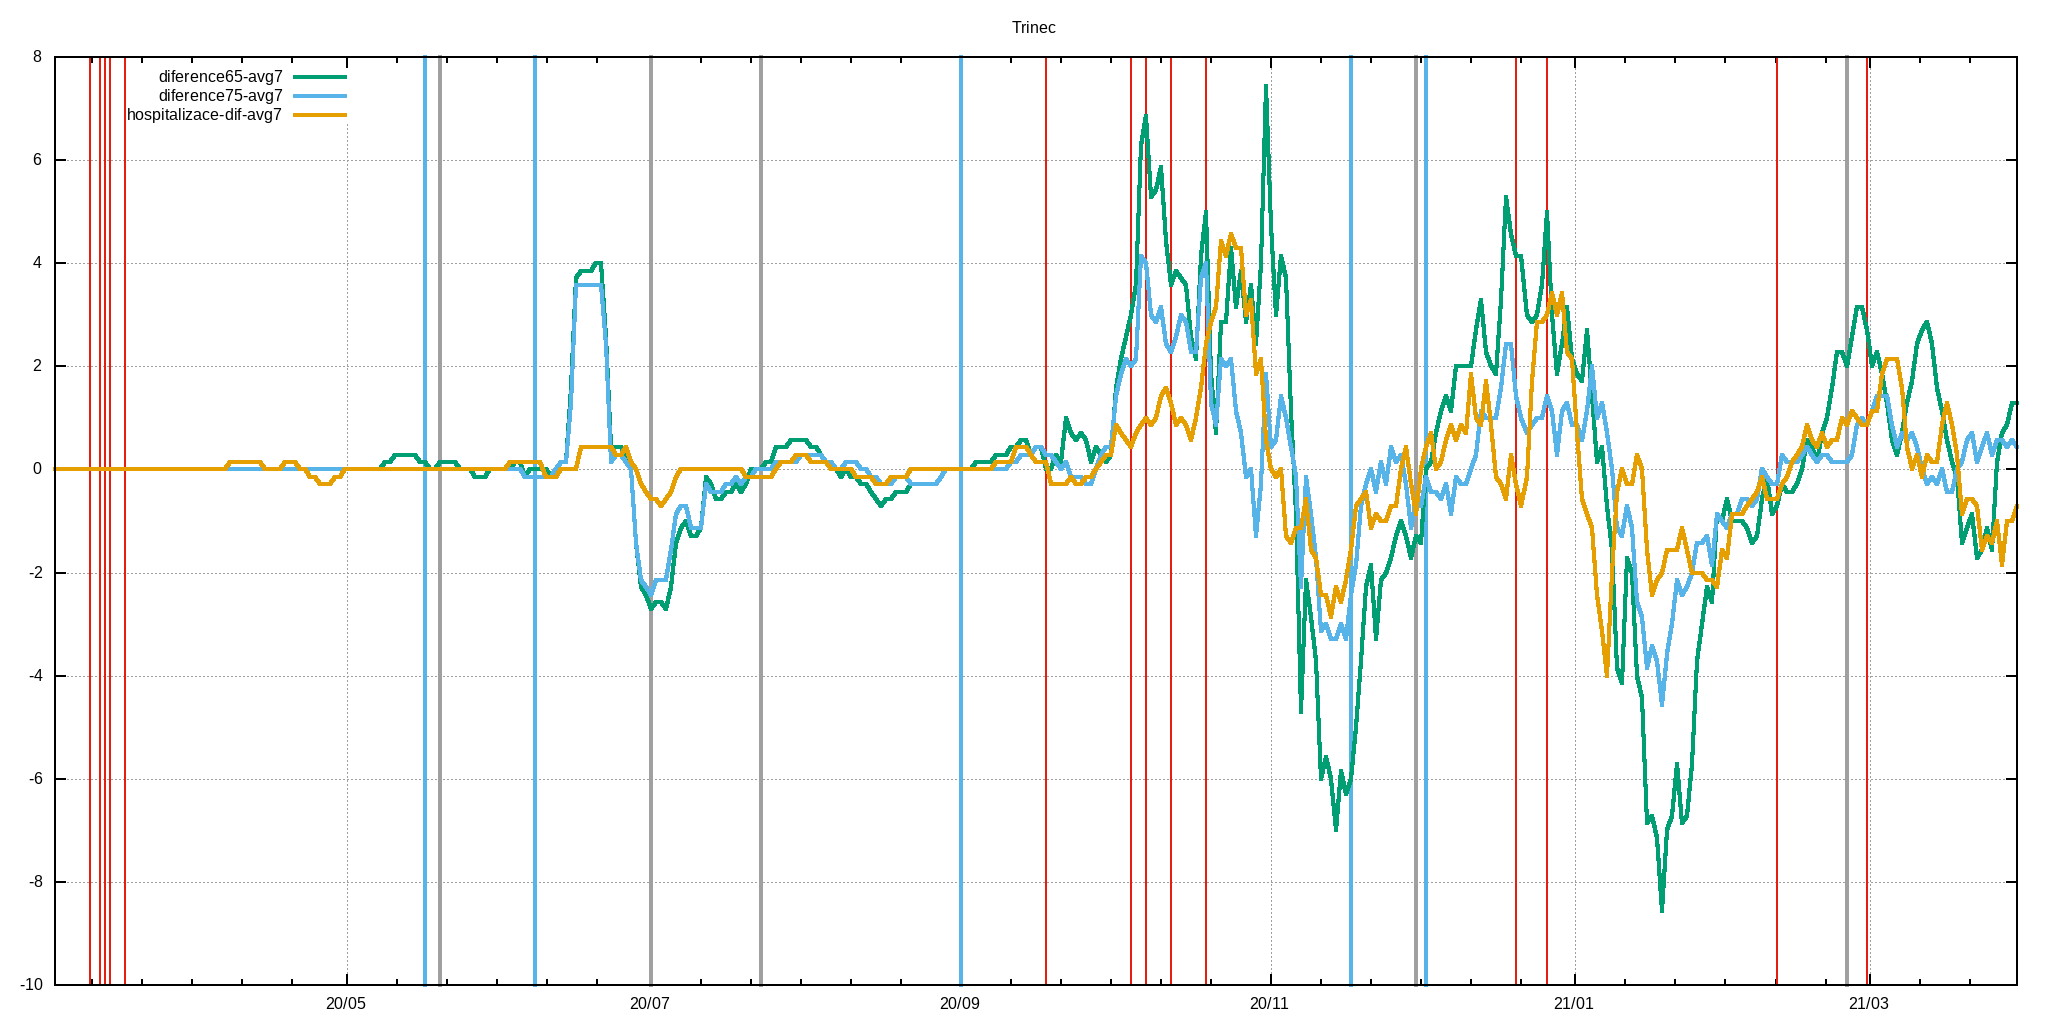 Trinec
diference65-avg7
diference75-avg7
hospitalizace-dif-avg7
8
6
4
2
0
-2
-4
-6
-8
-10
20/05 20/07 20/09 20/11 21/01 21/03